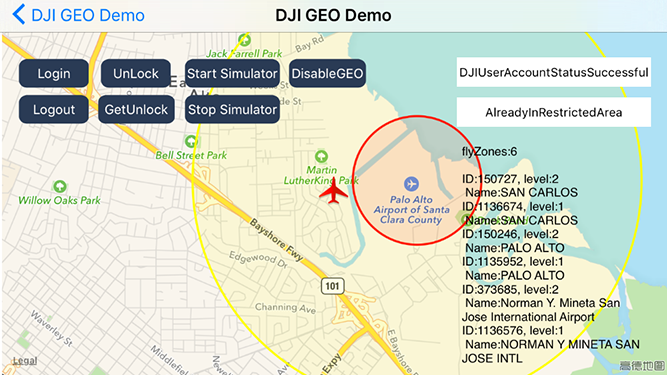 DJI GEO Demo
DJI GEO Demo
Login
UnLock
Start Simulator
DisableGEO
DJIUserAccountStatusSuccessful
Logout
GetUnlock
Stop Simulator
AlreadyInRestrictedArea
Jack Farrell Park
Bell Street Park
Martin
LutherKing Park
Willow Oaks Park
Palo Alto
Airport of Santa
Clara County
Bayshore Fwy
Edgewood Dr
101
Channing Ave
E Bayshore Rd
Waverley St
Middlefield
Expy
Legal
flyZones:6
ID:150727, level:2
Name:SAN CARLOS
ID:1136674, level:1
Name:SAN CARLOS
ID:150246, level:2
Name:PALO ALTO
ID:1135952, level:1
Name:PALO ALTO
ID:373685, level:2
Name:Norman Y. Mineta San
Jose International Airport
ID:1136576, level:1
Name:NORMAN Y MINETA SAN
JOSE INTL
高德地图